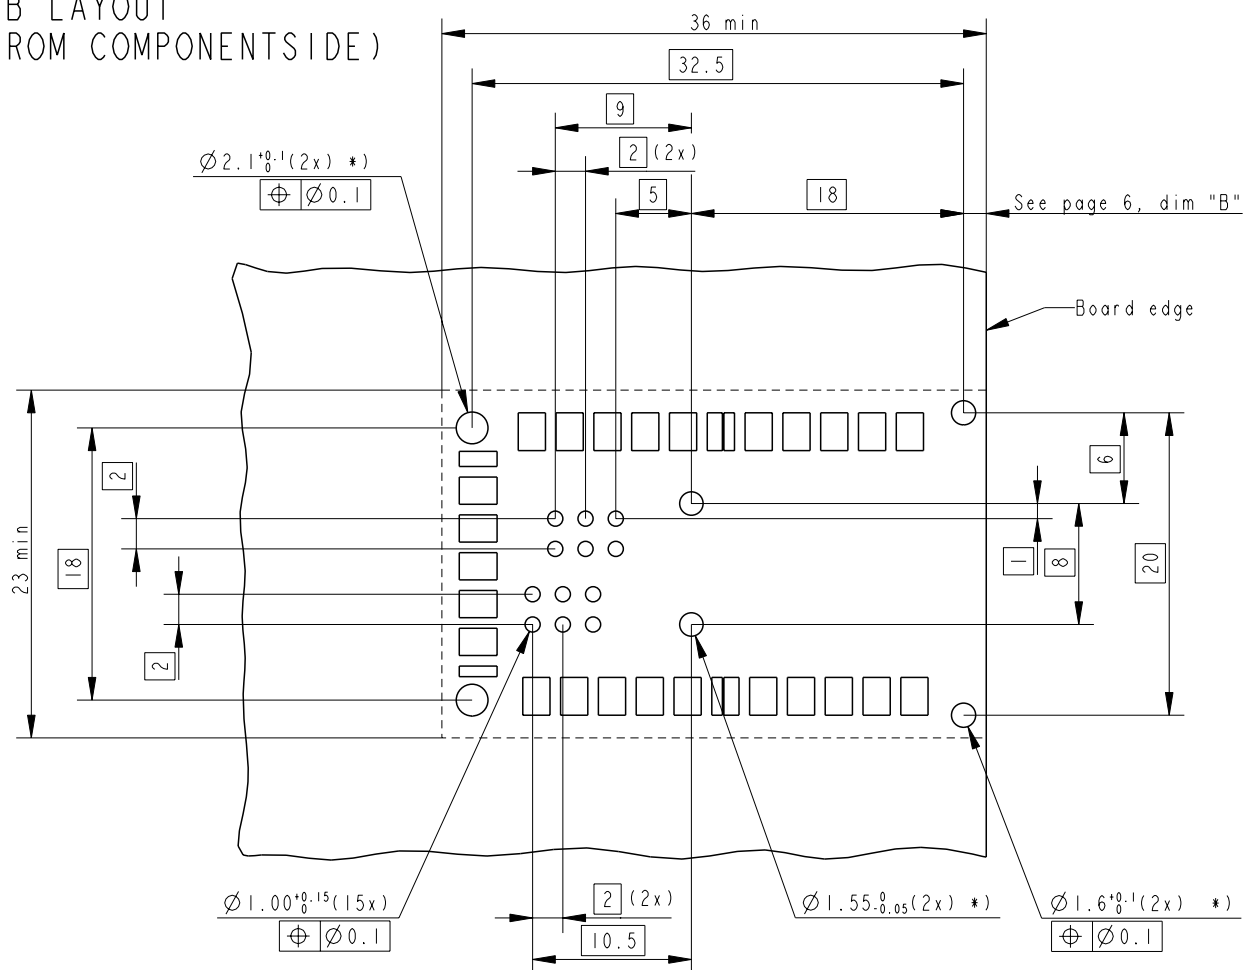 B LAYOUT
ROM COMPONENTSIDE)
36 min
32.5
9
2 (2x)
Ø2.1 +0.1 0 (2x) *)
⌖ Ø0.1
5
18
See page 6, dim "B"
Board edge
2
6
23 min
18
1
8
20
2
Ø1.00 +0.15 0 (15x)
⌖ Ø0.1
2 (2x)
10.5
Ø1.55 0 -0.05 (2x) *)
Ø1.6 +0.1 0 (2x) *)
⌖ Ø0.1